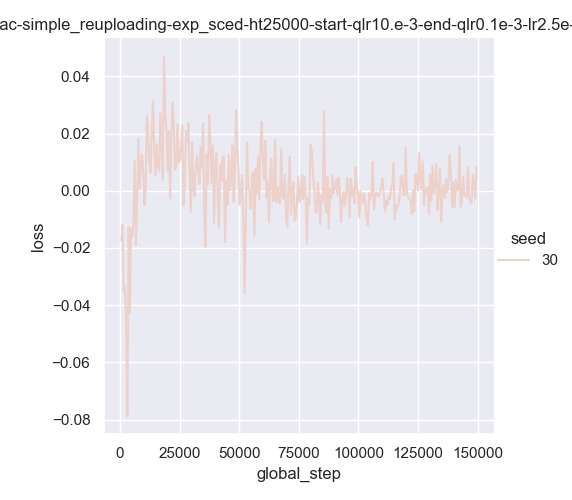 ac-simple_reuploading-exp_sced-ht25000-start-qlr10.e-3-end-qlr0.1e-3-lr2.5e-
0.04
0.02
0.00
−0.02
−0.04
−0.06
−0.08
loss
0 25000 50000 75000 100000 125000 150000
global_step
seed
30